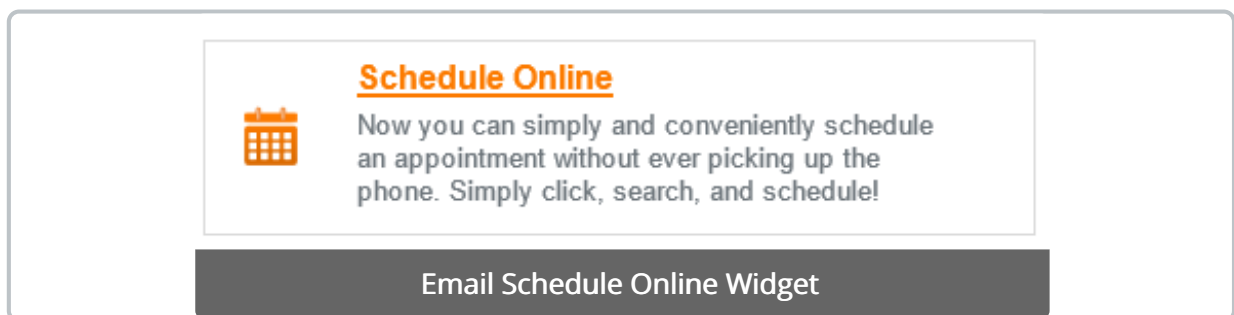 Schedule Online
Now you can simply and conveniently schedule
an appointment without ever picking up the
phone. Simply click, search, and schedule!
Email Schedule Online Widget